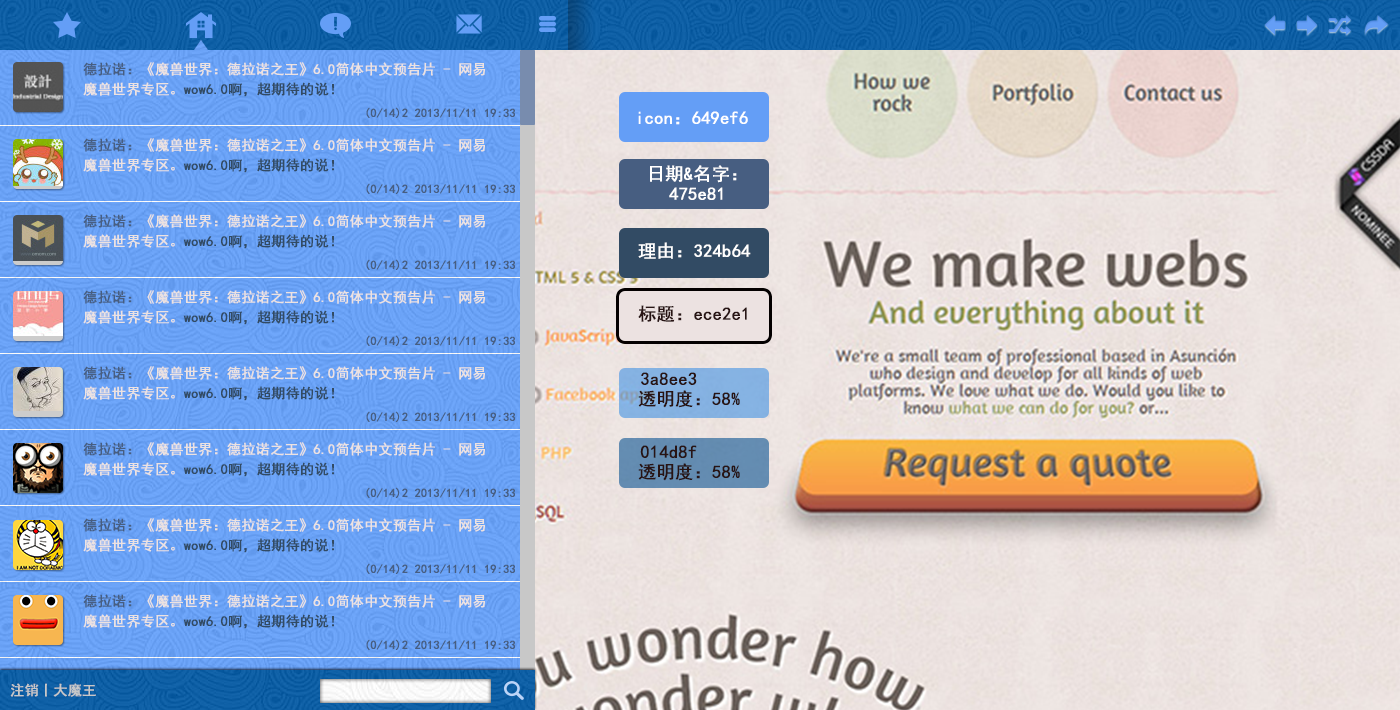 設計
Industrial Design
德拉诺：《魔兽世界：德拉诺之王》6.0简体中文预告片 - 网易
魔兽世界专区。wow6.0啊，超期待的说！
(0/14)2 2013/11/11 19:33
德拉诺：《魔兽世界：德拉诺之王》6.0简体中文预告片 - 网易
魔兽世界专区。wow6.0啊，超期待的说！
(0/14)2 2013/11/11 19:33
德拉诺：《魔兽世界：德拉诺之王》6.0简体中文预告片 - 网易
魔兽世界专区。wow6.0啊，超期待的说！
(0/14)2 2013/11/11 19:33
德拉诺：《魔兽世界：德拉诺之王》6.0简体中文预告片 - 网易
魔兽世界专区。wow6.0啊，超期待的说！
(0/14)2 2013/11/11 19:33
德拉诺：《魔兽世界：德拉诺之王》6.0简体中文预告片 - 网易
魔兽世界专区。wow6.0啊，超期待的说！
(0/14)2 2013/11/11 19:33
德拉诺：《魔兽世界：德拉诺之王》6.0简体中文预告片 - 网易
魔兽世界专区。wow6.0啊，超期待的说！
(0/14)2 2013/11/11 19:33
德拉诺：《魔兽世界：德拉诺之王》6.0简体中文预告片 - 网易
魔兽世界专区。wow6.0啊，超期待的说！
(0/14)2 2013/11/11 19:33
I AM NOT DORAEMON
德拉诺：《魔兽世界：德拉诺之王》6.0简体中文预告片 - 网易
魔兽世界专区。wow6.0啊，超期待的说！
(0/14)2 2013/11/11 19:33
注销丨大魔王
icon：649ef6
日期&名字：
475e81
理由：324b64
标题：ece2e1
3a8ee3
透明度：58%
014d8f
透明度：58%
TML 5 & CSS 3
JavaScrip
Facebook ap
PHP
SQL
How we
rock
Portfolio
Contact us
CSSDA
NOMINEE
We make webs
And everything about it
We're a small team of professional based in Asunción
who design and develop for all kinds of web
platforms. We love what we do. Would you like to
know what we can do for you? or...
Request a quote
ou wonder how
onder wh